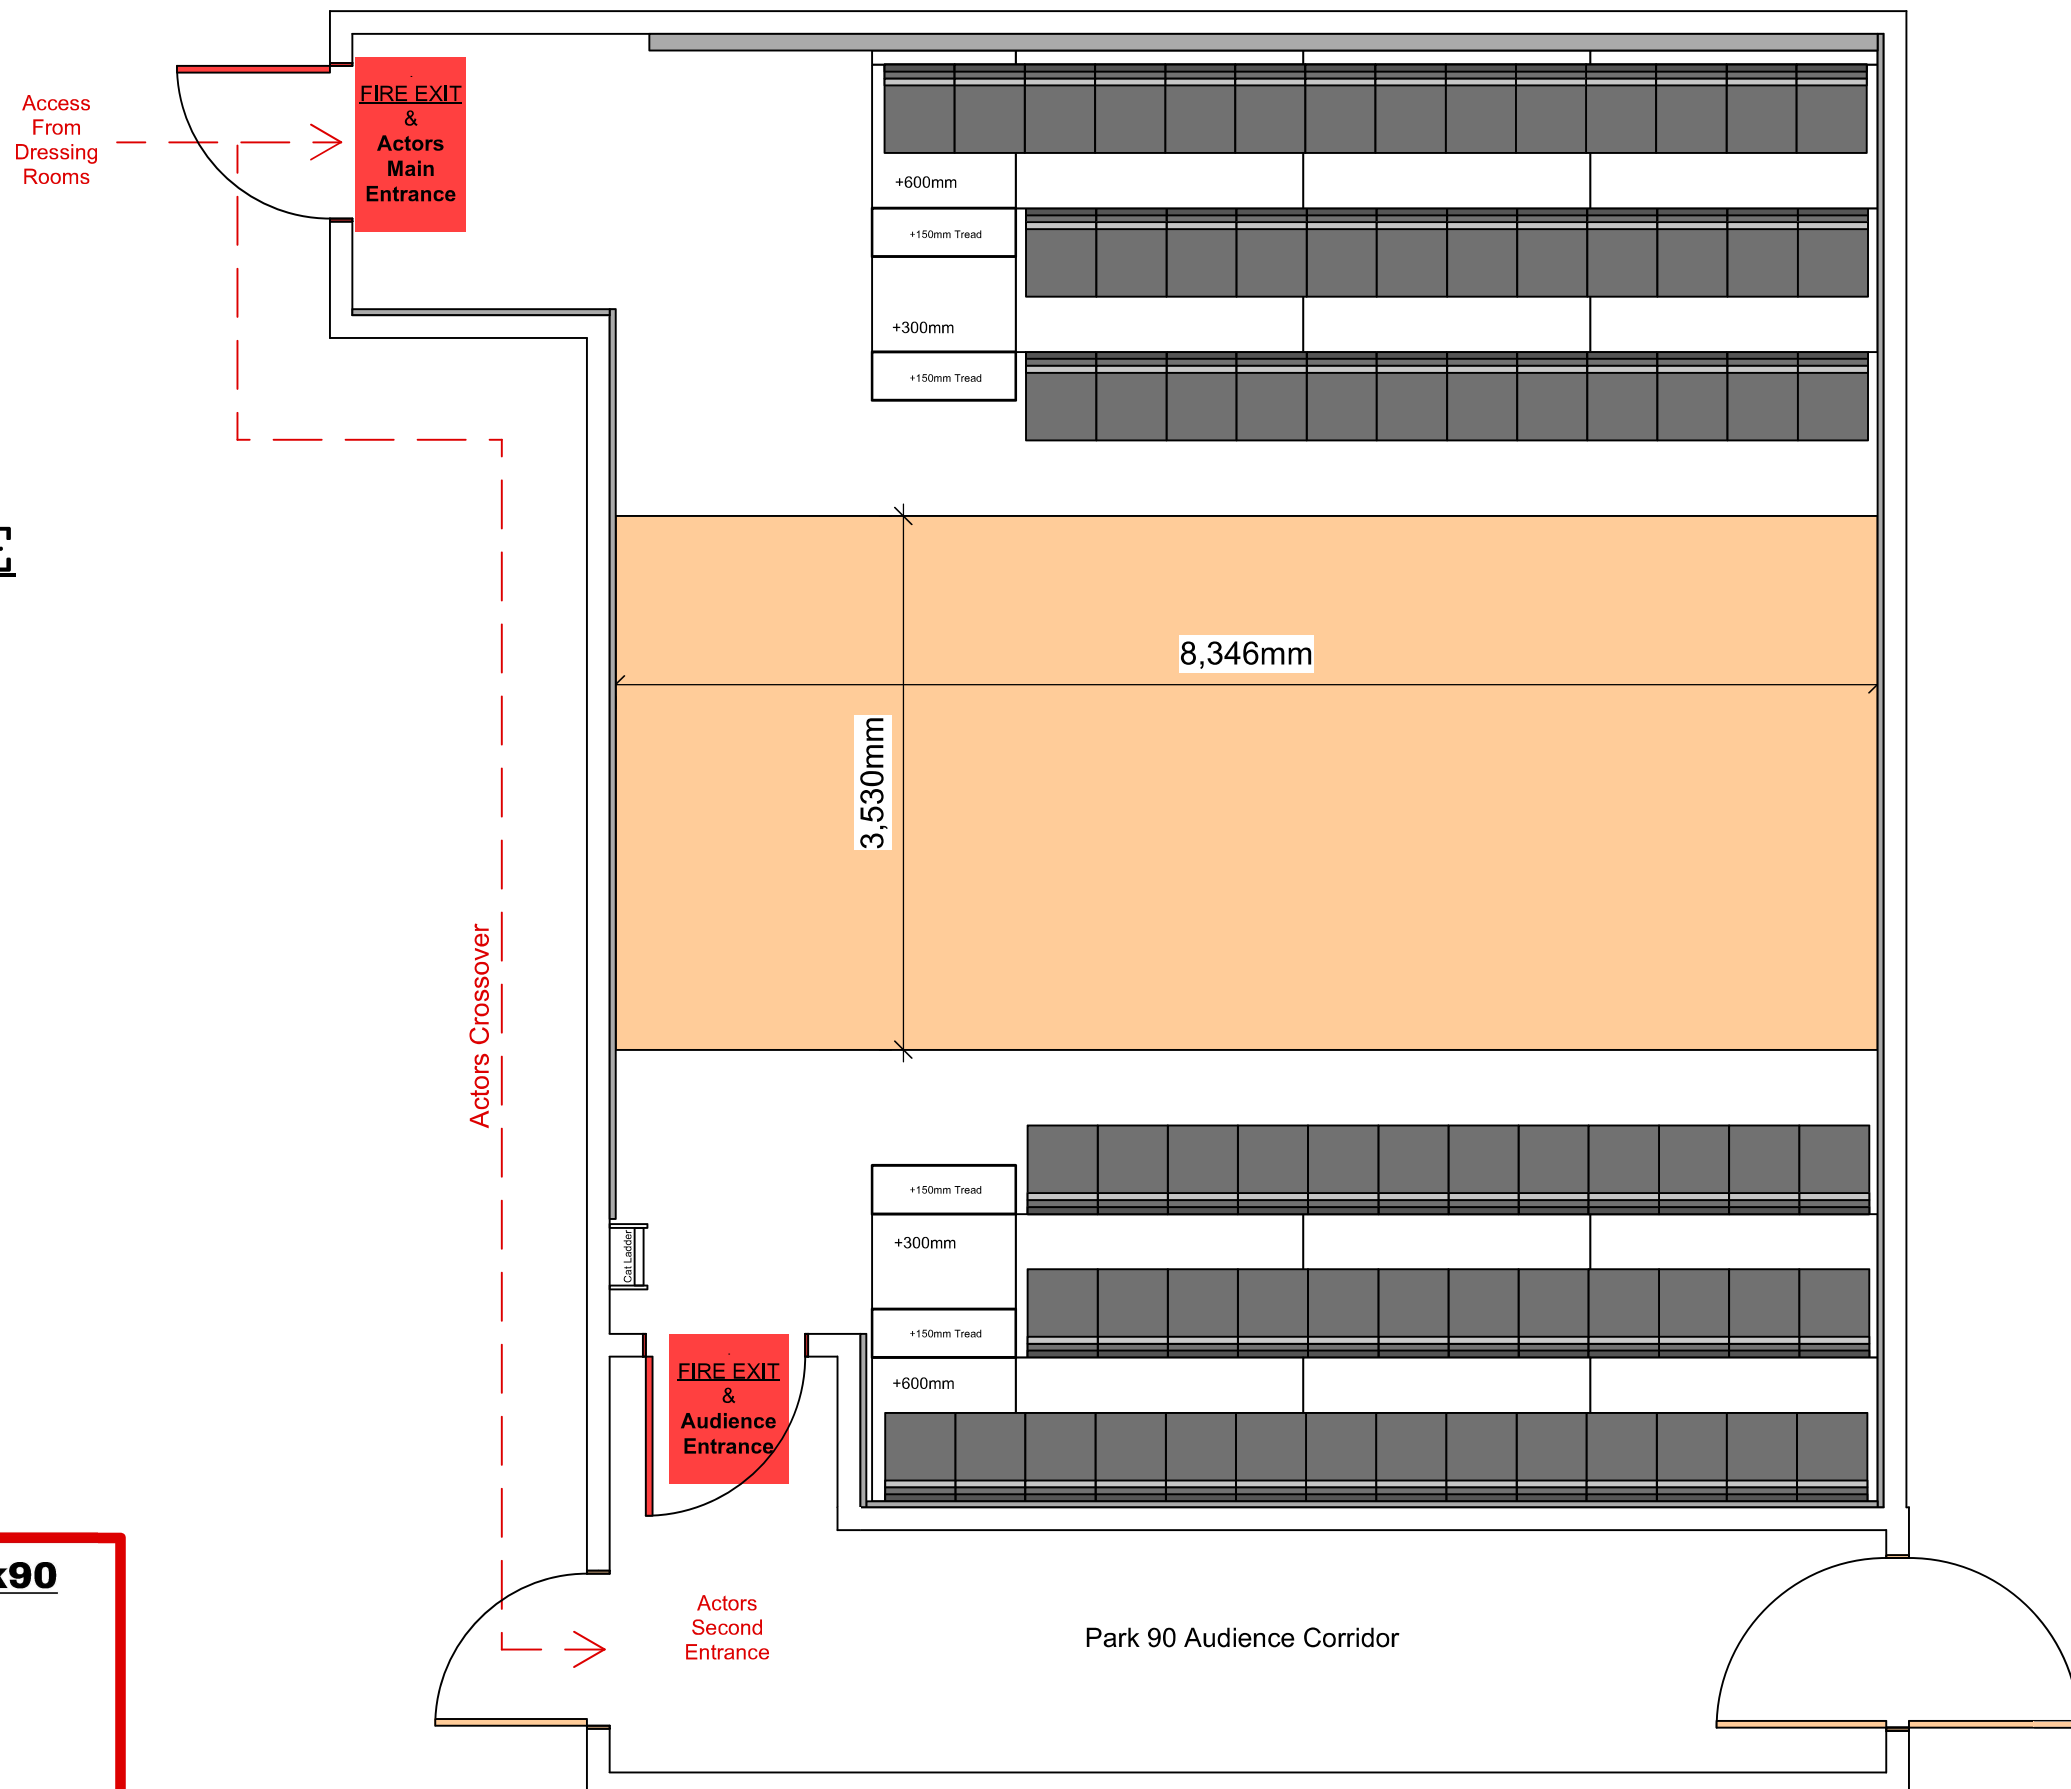 FIRE EXIT
&
Actors
Main
Entrance
Access
From
Dressing
Rooms
+600mm
+150mm Tread
+300mm
+150mm Tread
8,346mm
3,530mm
Actors Crossover
+150mm Tread
+300mm
Cat Ladder
+150mm Tread
+600mm
FIRE EXIT
&
Audience
Entrance
k90
Actors
Second
Entrance
Park 90 Audience Corridor